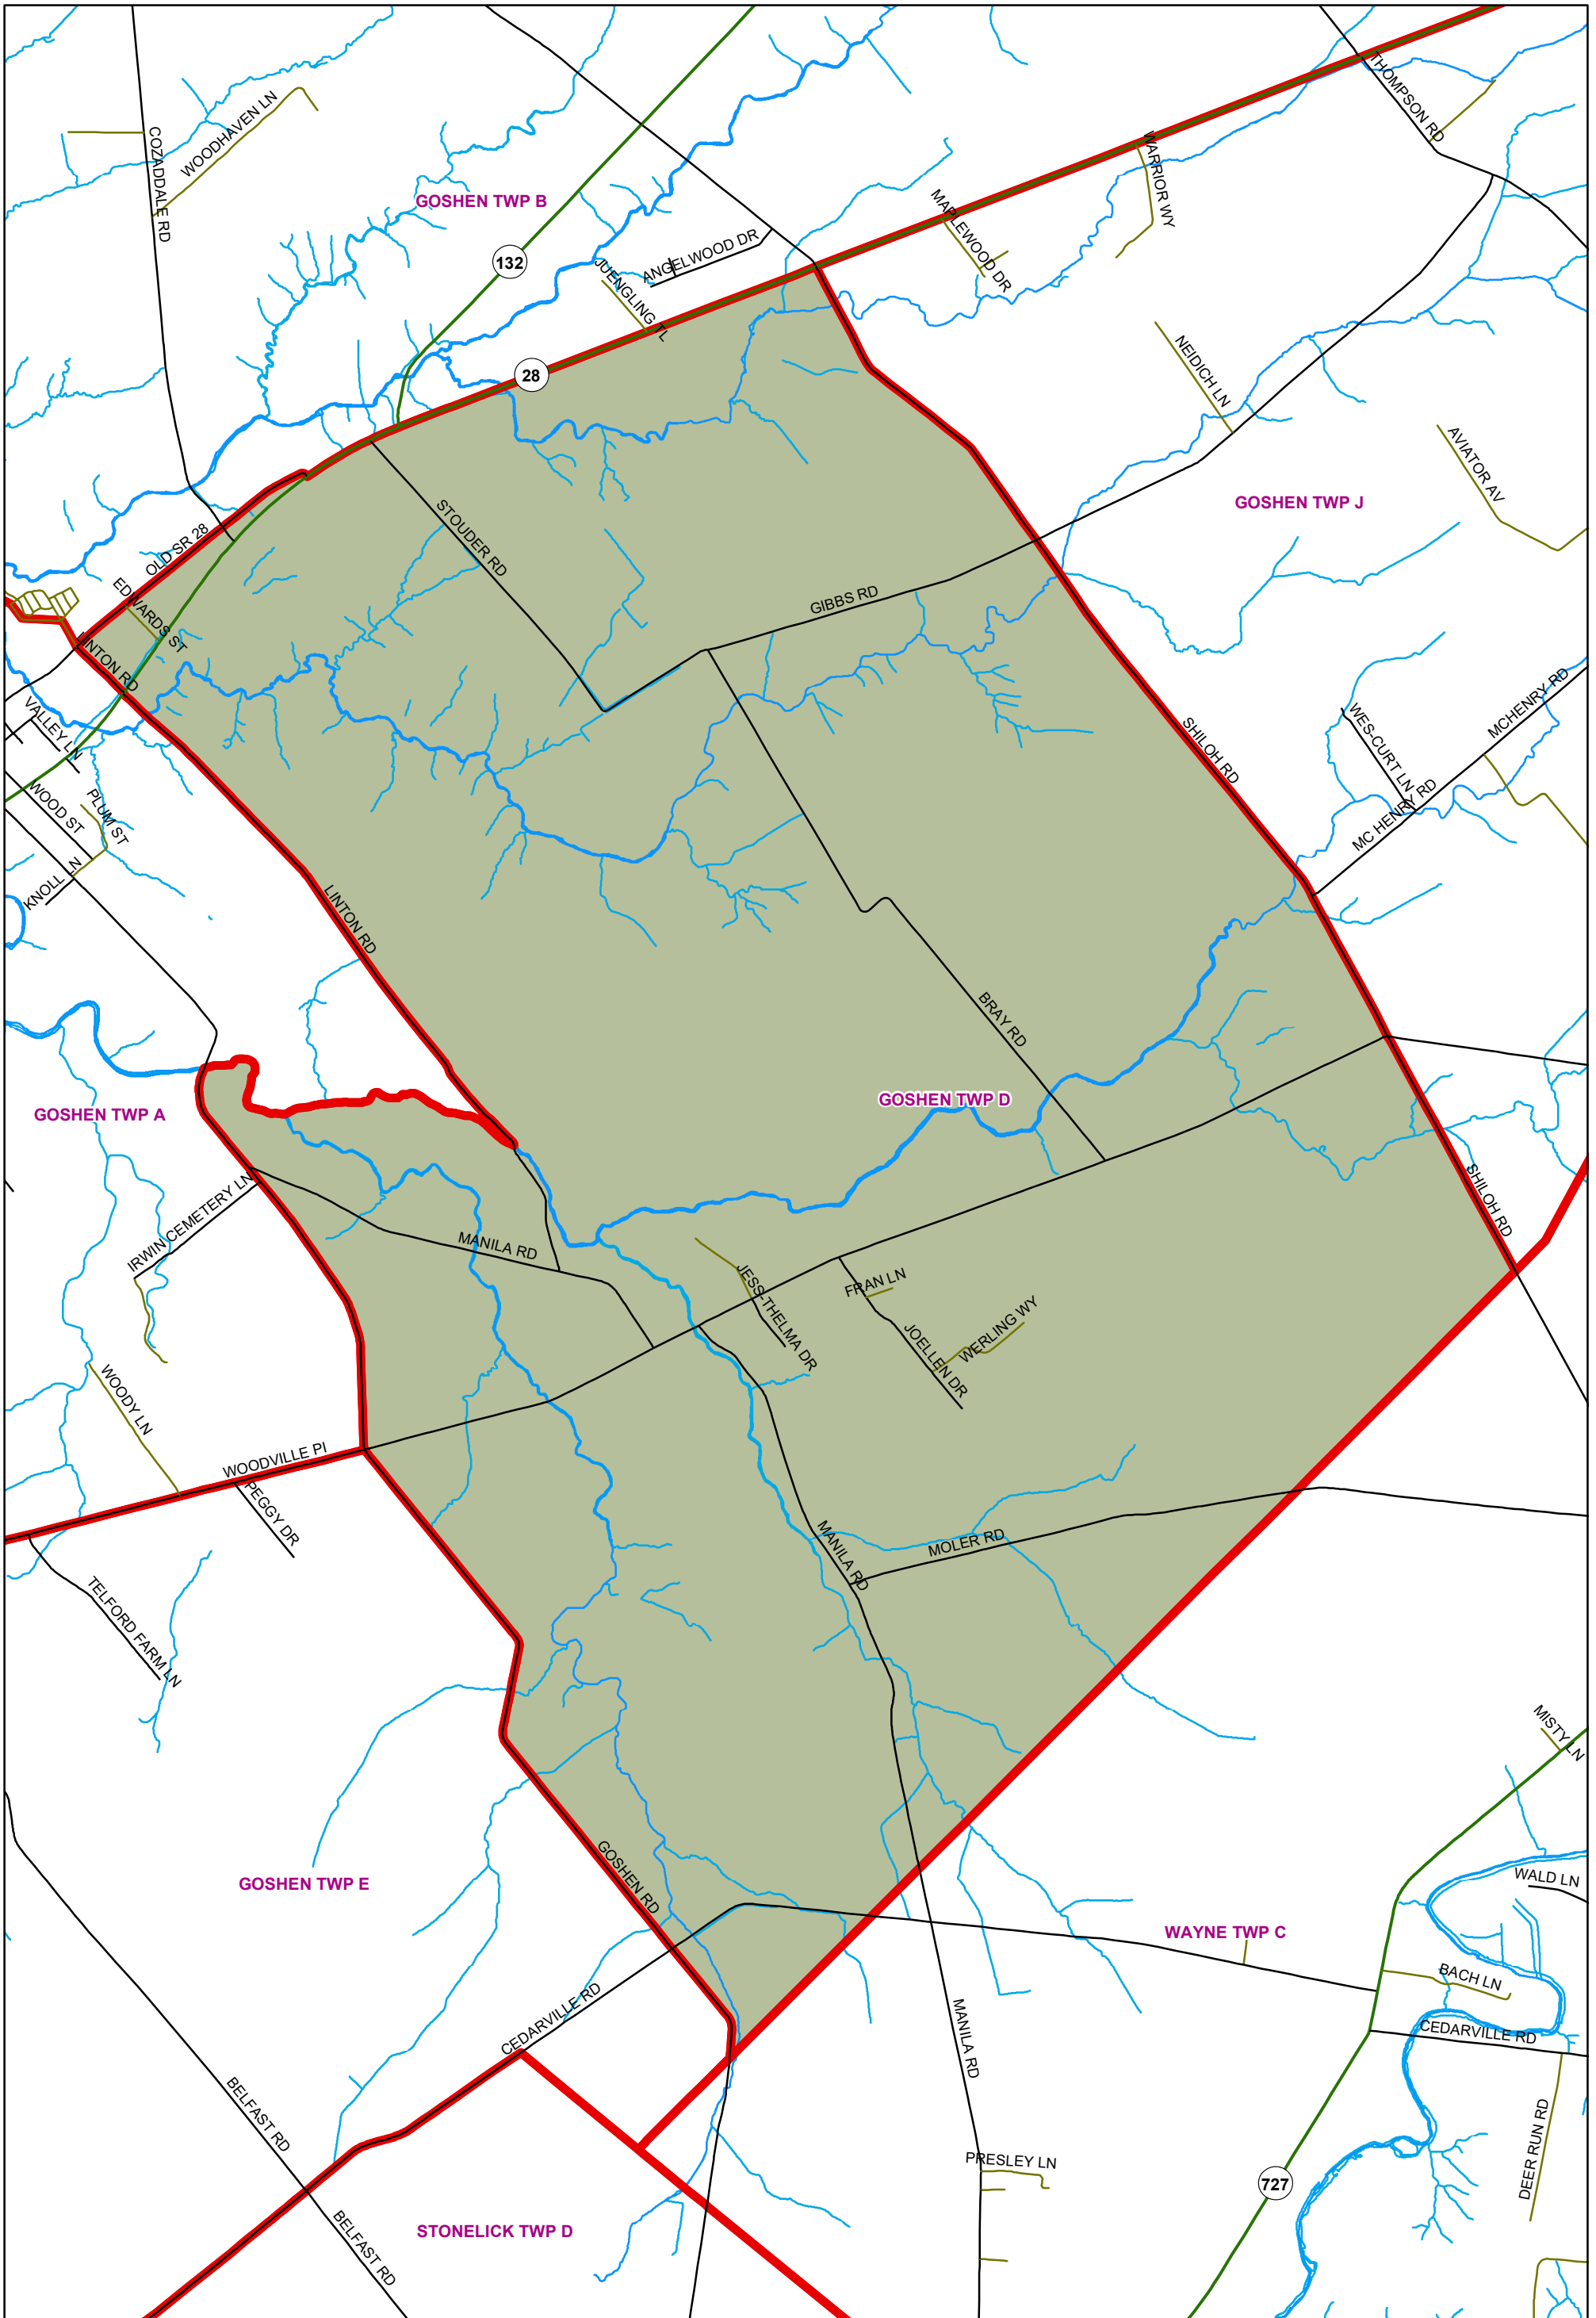 THOMPSON RD
WOODHAVEN LN
COZADDALE RD
WARRIOR WY
GOSHEN TWP B
MAPLEWOOD DR
132
ANGELWOOD DR
JUENGLING TL
28
NEIDICH LN
AVIATOR AV
GOSHEN TWP J
STOUDER RD
OLD SR 28
EDWARDS ST
GIBBS RD
LINTON RD
VALLEY LN
SHILOH RD
WES-CURT LN
MCHENRY RD
MC HENRY RD
WOOD ST
PLUM ST
KNOLL LN
LINTON RD
BRAY RD
GOSHEN TWP D
GOSHEN TWP A
SHILOH RD
IRWIN CEMETERY LN
MANILA RD
JESS-THELMA DR
FRAN LN
JOELLEN DR
WERLING WY
WOODY LN
WOODVILLE PI
PEGGY DR
MANILA RD
MOLER RD
TELFORD FARM LN
MISTY LN
GOSHEN RD
GOSHEN TWP E
WALD LN
WAYNE TWP C
BACH LN
CEDARVILLE RD
CEDARVILLE RD
MANILA RD
BELFAST RD
DEER RUN RD
PRESLEY LN
727
BELFAST RD
STONELICK TWP D